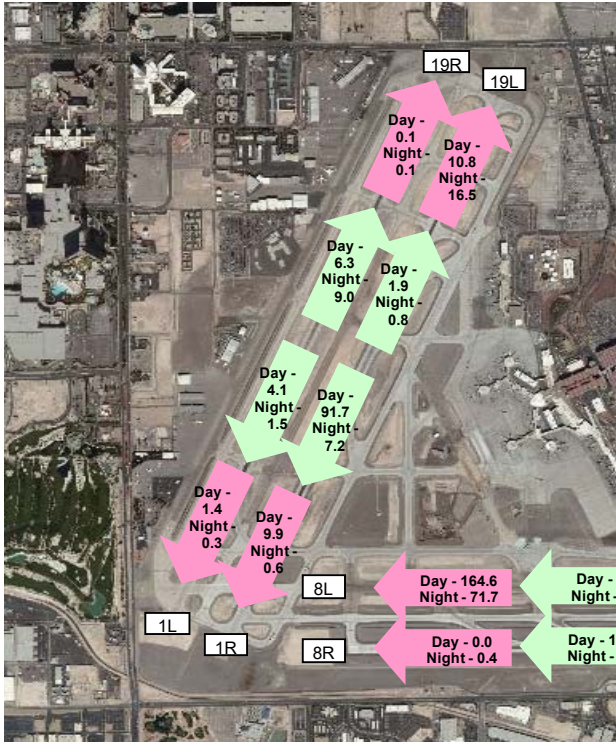 19R
19L
Day -
0.1
Night -
0.1
Day -
10.8
Night -
16.5
Day -
6.3
Night -
9.0
Day -
1.9
Night -
0.8
Day -
4.1
Night -
1.5
Day -
91.7
Night -
7.2
Day -
1.4
Night -
0.3
Day -
9.9
Night -
0.6
8L
Day - 164.6
Night - 71.7
Day -
Night -
1L
1R
8R
Day - 0.0
Night - 0.4
Day - 1
Night -